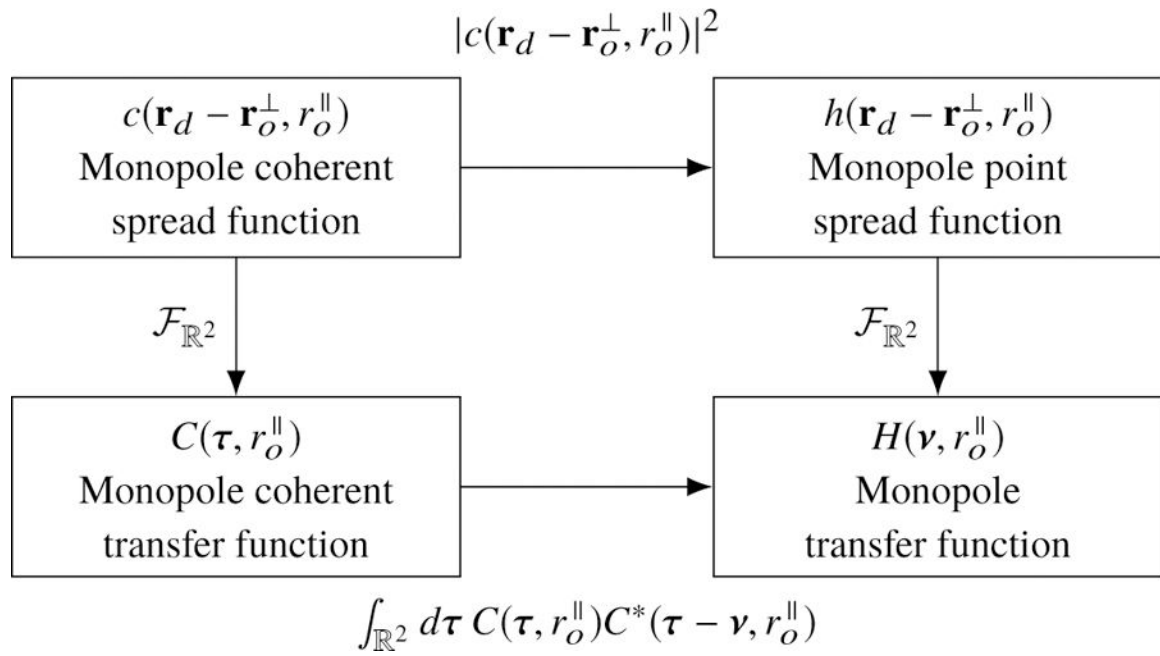 |c(𝐫_d − 𝐫_o^⊥, r_o^∥)|²
c(𝐫_d − 𝐫_o^⊥, r_o^∥)
Monopole coherent
spread function
h(𝐫_d − 𝐫_o^⊥, r_o^∥)
Monopole point
spread function
ℱ_ℝ²
ℱ_ℝ²
C(𝝉, r_o^∥)
Monopole coherent
transfer function
H(𝝂, r_o^∥)
Monopole
transfer function
∫_ℝ² d𝝉 C(𝝉, r_o^∥)C*(𝝉 − 𝝂, r_o^∥)